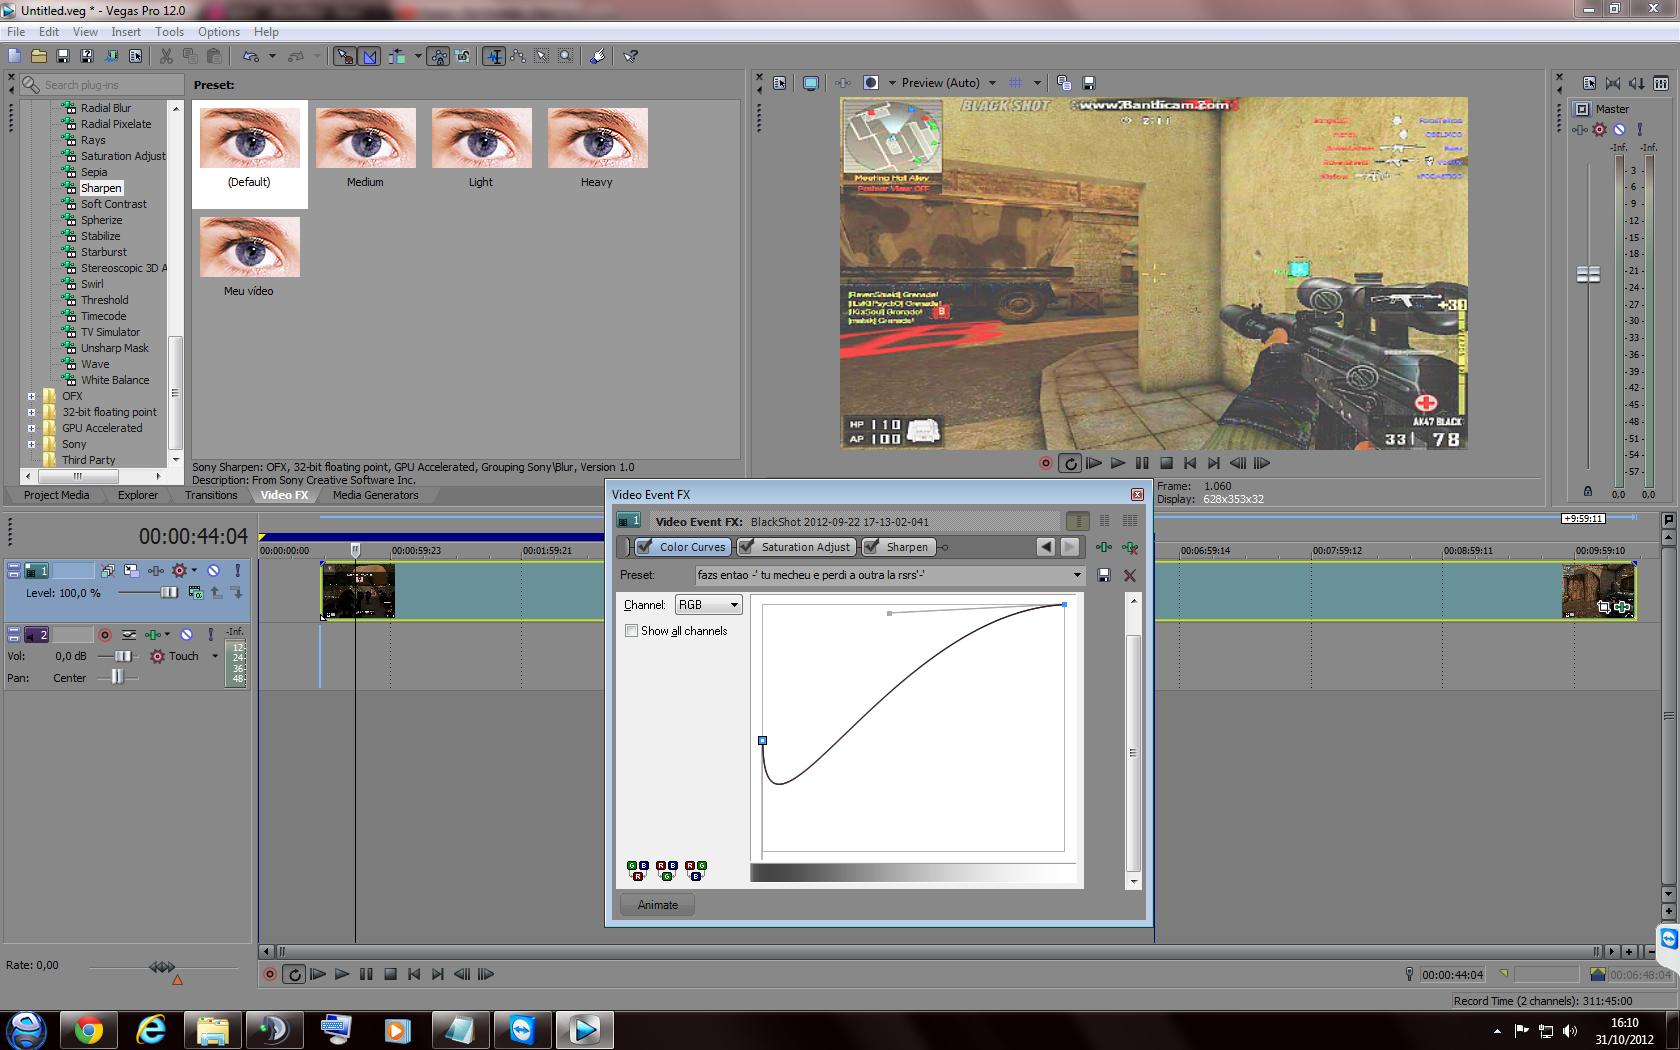 Untitled.veg * - Vegas Pro 12.0
File Edit View Insert Tools Options Help
Search plug-ins
Radial Blur
Radial Pixelate
Rays
Saturation Adjust
Sepia
Sharpen
Soft Contrast
Spherize
Stabilize
Starburst
Stereoscopic 3D A
Swirl
Threshold
Timecode
TV Simulator
Unsharp Mask
Wave
White Balance
OFX
32-bit floating point
GPU Accelerated
Sony
Third Party
Preset:
(Default) Medium Light Heavy
Meu vídeo
Sony Sharpen: OFX, 32-bit floating point, GPU Accelerated, Grouping Sony\Blur, Version 1.0
Description: From Sony Creative Software Inc.
Project Media Explorer Transitions Video FX Media Generators
Preview (Auto)
BLACK SHOT www.Bandicam.com
2:11
Meeting Hall Alley
Postuer View: OFF
[RavenShield] Grenade!
B
A
+30
HP 110
AP 100
AK47 BLACK
33 78
Frame: 1.060
Display: 628x353x32
Master
-Inf. -Inf.
3
6
9
12
15
18
21
24
27
30
33
36
39
42
45
48
51
54
57
0,0 0,0
00:00:44:04
+9:59:11
00:00:00:00 00:00:59:23 00:01:59:21 00:06:59:14 00:07:59:12 00:08:59:11 00:09:59:10
1
Level: 100,0 %
2
-Inf.
Vol: 0,0 dB Touch
12
24
36
48
Pan: Center
Video Event FX
1 Video Event FX: BlackShot 2012-09-22 17-13-02-041
Color Curves Saturation Adjust Sharpen
Preset: fazs entao -' tu mecheu e perdi a outra la rsrs'-'
Channel: RGB
Show all channels
G B R
R B G
R G B
Animate
Rate: 0,00
00:00:44:04 00:06:48:04
Record Time (2 channels): 311:45:00
16:10
31/10/2012